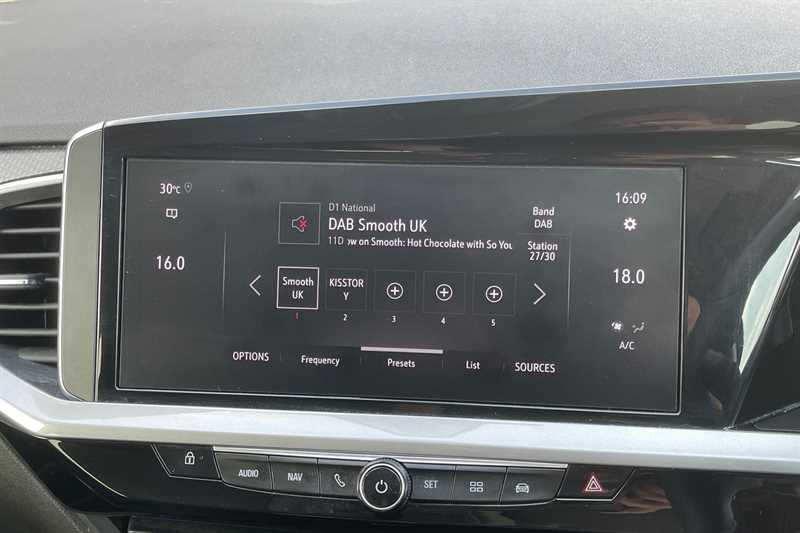 30°C
16:09
D1 National
DAB Smooth UK
11D ow on Smooth: Hot Chocolate with So You
Band
DAB
Station
27/30
16.0
18.0
Smooth
UK
KISSTOR
Y
1
2
3
4
5
A/C
OPTIONS
Frequency
Presets
List
SOURCES
AUDIO
NAV
SET